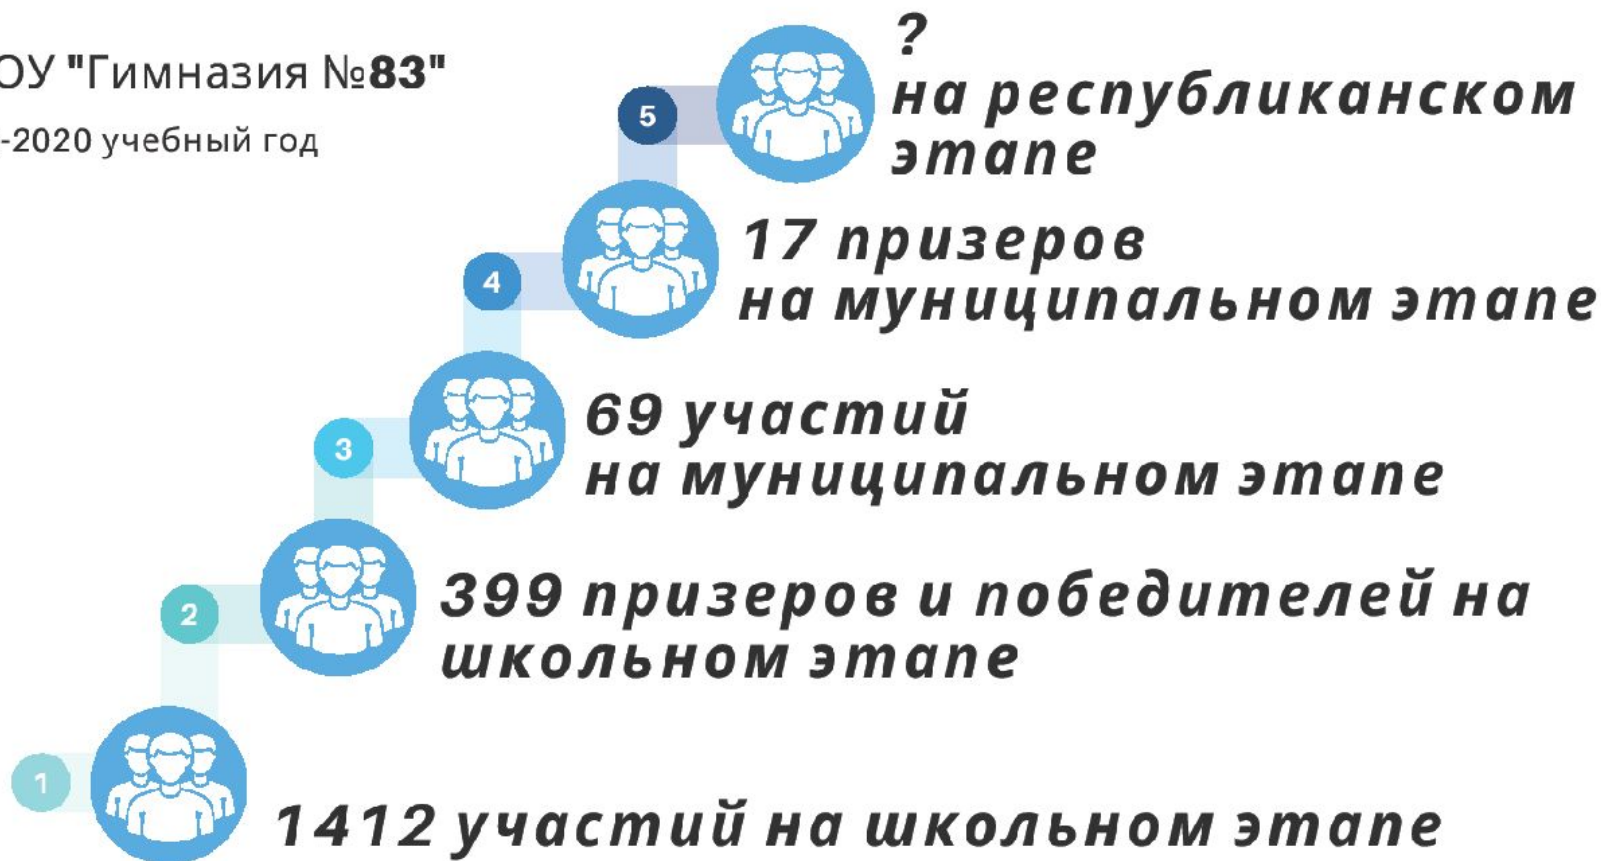 ОУ "Гимназия №83"
-2020 учебный год
5
?
на республиканском
этапе
4
17 призеров
на муниципальном этапе
3
69 участий
на муниципальном этапе
2
399 призеров и победителей на
школьном этапе
1
1412 участий на школьном этапе